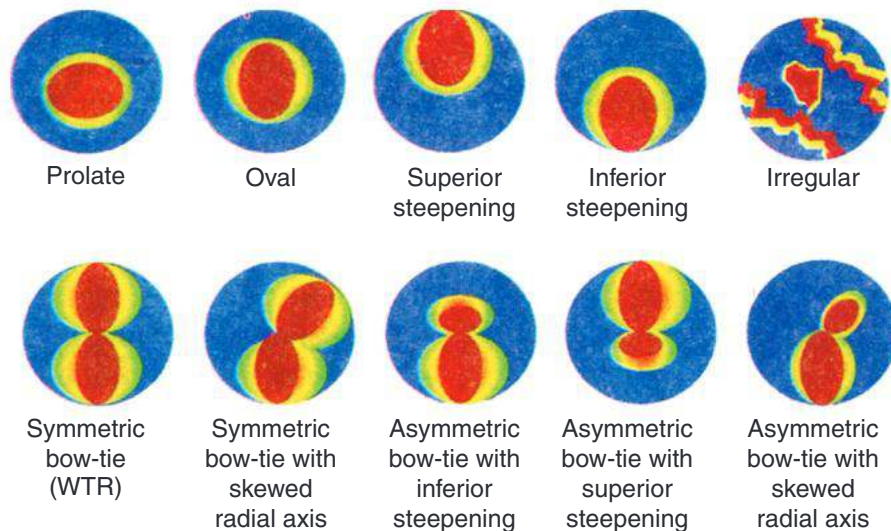 Prolate
Oval
Superior
steepening
Inferior
steepening
Irregular
Symmetric
bow-tie
(WTR)
Symmetric
bow-tie with
skewed
radial axis
Asymmetric
bow-tie with
inferior
steepening
Asymmetric
bow-tie with
superior
steepening
Asymmetric
bow-tie with
skewed
radial axis